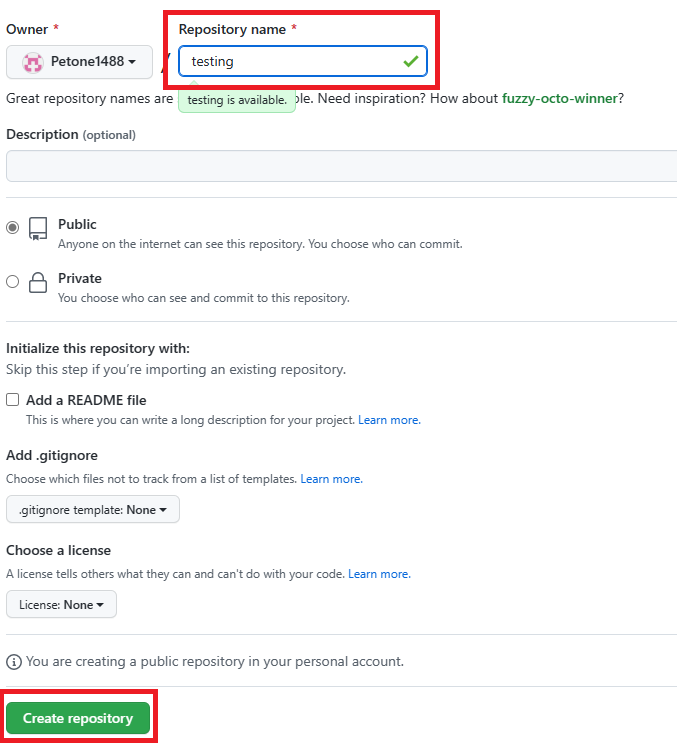 Owner *
Repository name *
Petone1488 /
testing
Great repository names are
testing is available.
ble. Need inspiration? How about fuzzy-octo-winner?
Description (optional)
Public
Anyone on the internet can see this repository. You choose who can commit.
Private
You choose who can see and commit to this repository.
Initialize this repository with:
Skip this step if you’re importing an existing repository.
Add a README file
This is where you can write a long description for your project. Learn more.
Add .gitignore
Choose which files not to track from a list of templates. Learn more.
.gitignore template: None
Choose a license
A license tells others what they can and can't do with your code. Learn more.
License: None
You are creating a public repository in your personal account.
Create repository